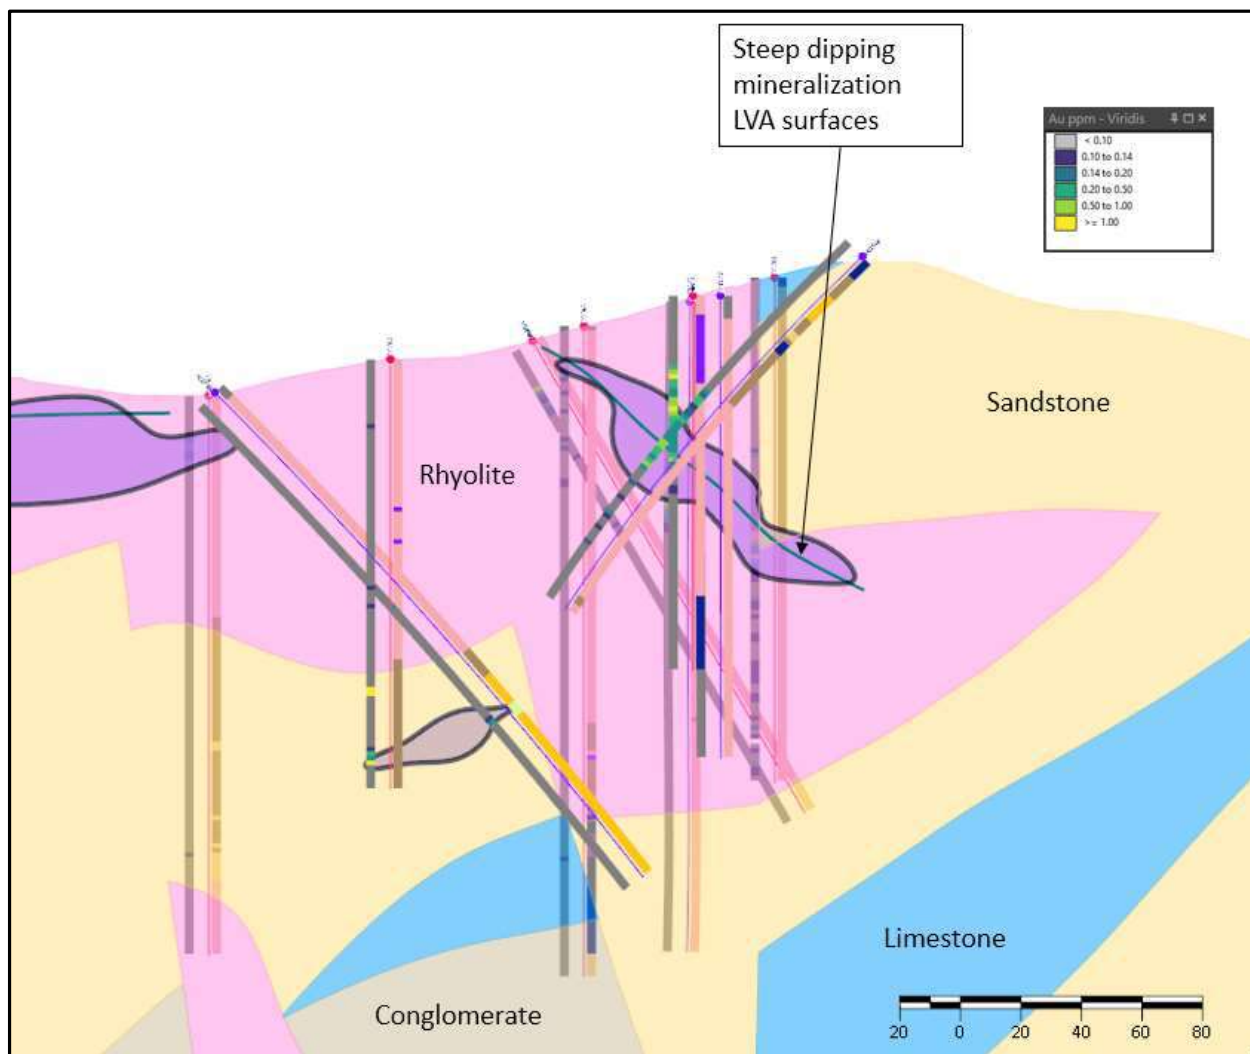 Steep dipping
mineralization
LVA surfaces
Au ppm - Viridis
< 0.10
0.10 to 0.14
0.14 to 0.20
0.20 to 0.50
0.50 to 1.00
>= 1.00
Sandstone
Rhyolite
Limestone
Conglomerate
20 0 20 40 60 80